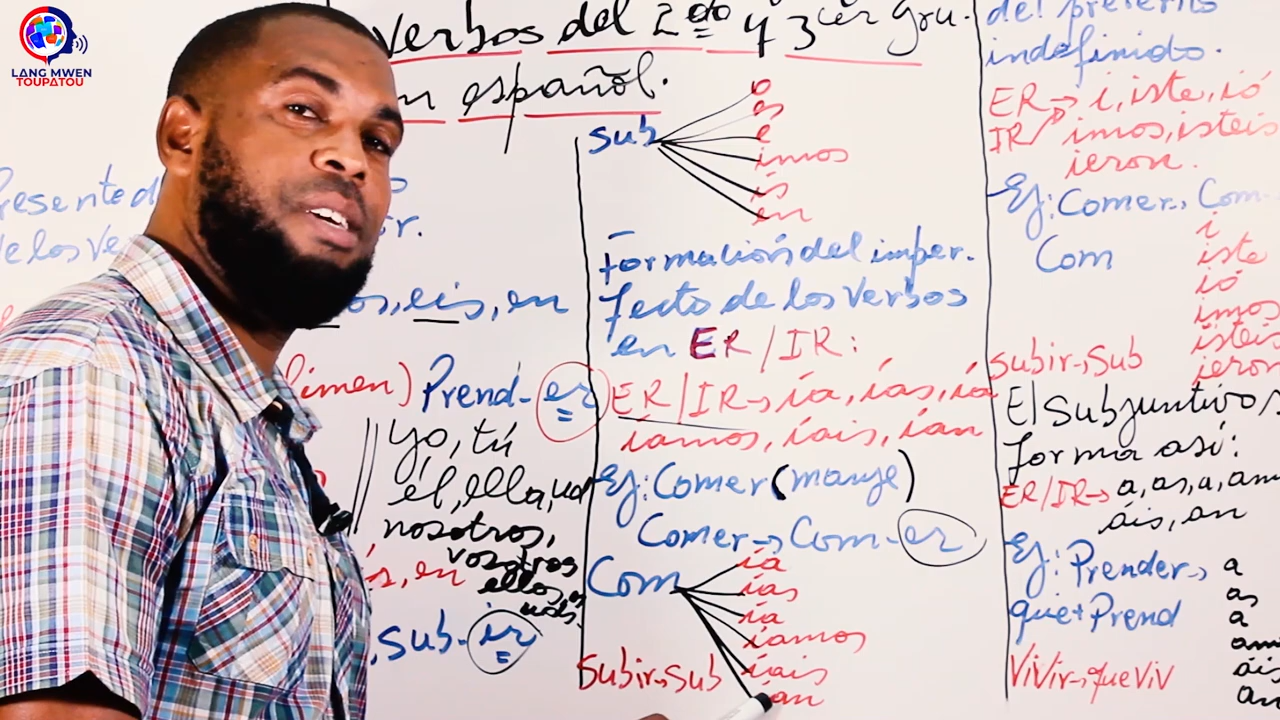 LANG MWEN
TOUPATOU
verbos del 2do y 3cer gru.
en español.
de los ve
os, eis, en
limen) Prend-er
yo, tú
él, ella, ud
nosotros,
vosotros
ellos,
uds.
is, en
sub-ir
sub
o
es
e
imos
ís
en
Formación del imper.
fecto de los verbos
en ER/IR:
ER/IR→ ía, ías, ía
íamos, íais, ían
Ej: Comer (manje)
Comer→ Com-er
Com
ía
ías
ía
íamos
íais
ían
Subir→sub
del pretérito
indefinido.
ER→ i, iste, ió
IR imos, isteis
ieron.
Ej: Comer→ Com-
Com
i
iste
ió
imos
isteis
ieron
subir→sub
El subjuntivo,
forma así:
ER/IR→ a, as, a, am
áis, an
Ej: Prender→
que+Prend
a
as
a
am
áis
an
ViVir→que Viv